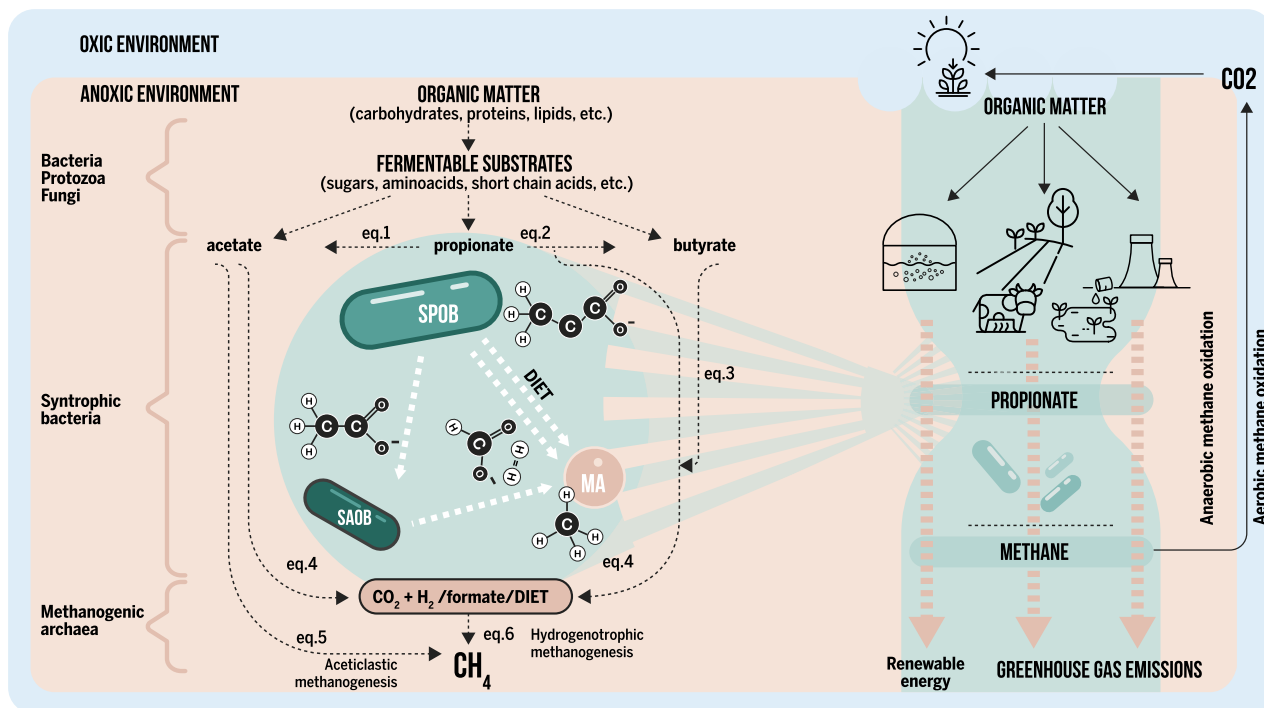 OXIC ENVIRONMENT
ANOXIC ENVIRONMENT
Bacteria
Protozoa
Fungi
Syntrophic
bacteria
Methanogenic
archaea
ORGANIC MATTER
(carbohydrates, proteins, lipids, etc.)
FERMENTABLE SUBSTRATES
(sugars, aminoacids, short chain acids, etc.)
acetate
eq.1
propionate
eq.2
butyrate
SPOB
H
H
H
C
C
C
O
O
-
DIET
eq.3
H
H
H
C
C
O
O
-
H
C
O
O
-
H
H
MA
SAOB
H
C
H
H
H
eq.4
eq.4
CO2 + H2 /formate/DIET
eq.5
eq.6
Hydrogenotrophic
methanogenesis
Aceticlastic
methanogenesis
CH4
CO2
ORGANIC MATTER
PROPIONATE
METHANE
Anaerobic methane oxidation
Aerobic methane oxidation
Renewable
energy
GREENHOUSE GAS EMISSIONS